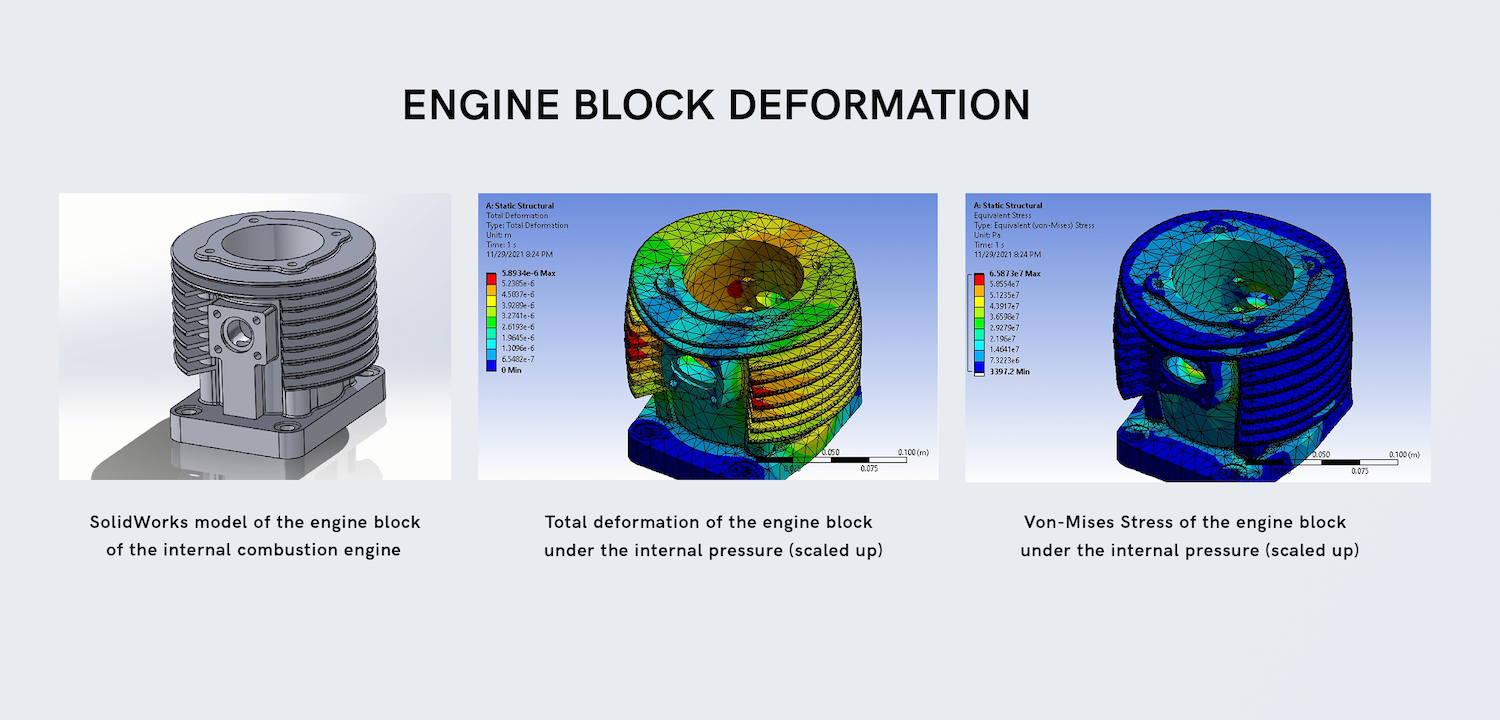 ENGINE BLOCK DEFORMATION
A: Static Structural
Total Deformation
Type: Total Deformation
Unit: m
Time: 1 s
11/29/2021 8:24 PM
5.8934e-6 Max
5.2385e-6
4.5837e-6
3.9289e-6
3.2741e-6
2.6193e-6
1.9645e-6
1.3096e-6
6.5482e-7
0 Min
0.050
0.100 (m)
0.025
0.075
A: Static Structural
Equivalent Stress
Type: Equivalent (von-Mises) Stress
Unit: Pa
Time: 1 s
11/29/2021 8:24 PM
6.5873e7 Max
5.8554e7
5.1235e7
4.3917e7
3.6598e7
2.9279e7
2.196e7
1.4641e7
7.3223e6
3397.2 Min
0.050
0.100 (m)
0.075
SolidWorks model of the engine block
of the internal combustion engine
Total deformation of the engine block
under the internal pressure (scaled up)
Von-Mises Stress of the engine block
under the internal pressure (scaled up)